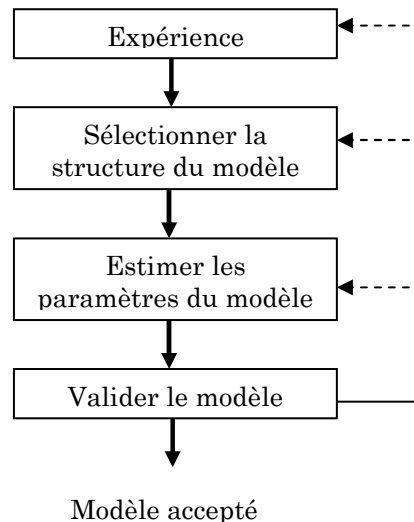 Expérience
Sélectionner la
structure du modèle
Estimer les
paramètres du modèle
Valider le modèle
Modèle accepté